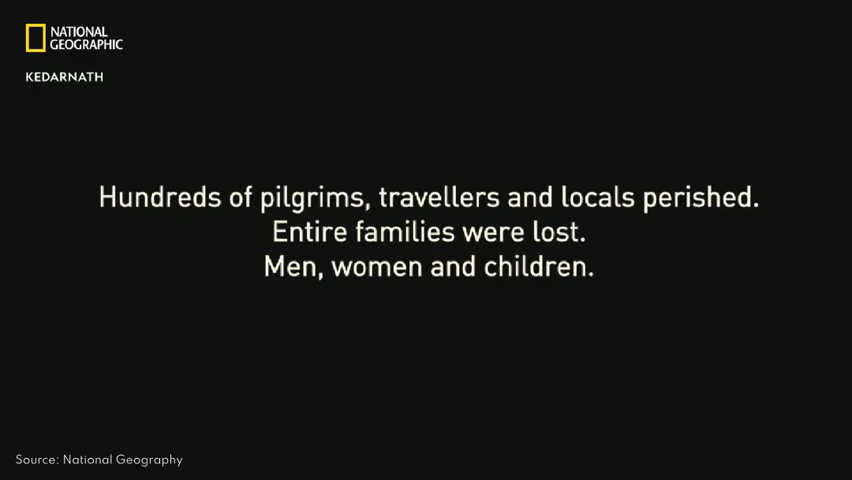 NATIONAL
GEOGRAPHIC
KEDARNATH
Hundreds of pilgrims, travellers and locals perished.
Entire families were lost.
Men, women and children.
Source: National Geography